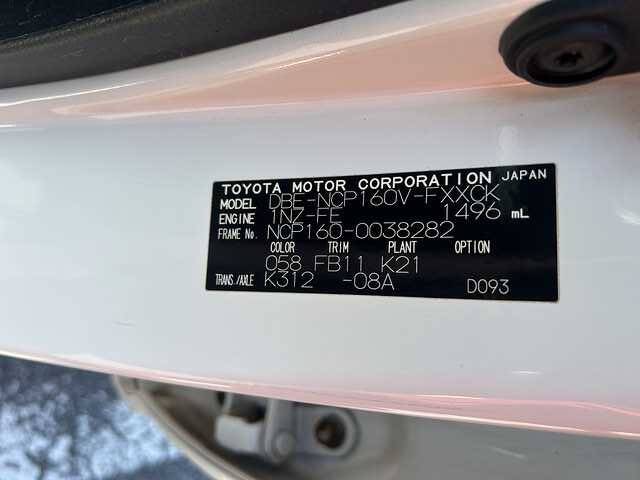 TOYOTA MOTOR CORPORATION JAPAN
MODEL DBE-NCP160V-FXXCK
ENGINE 1NZ-FE 1496 mL
FRAME No. NCP160-0038282
COLOR TRIM PLANT OPTION
058 FB11 K21
TRANS./AXLE K312 -08A D093